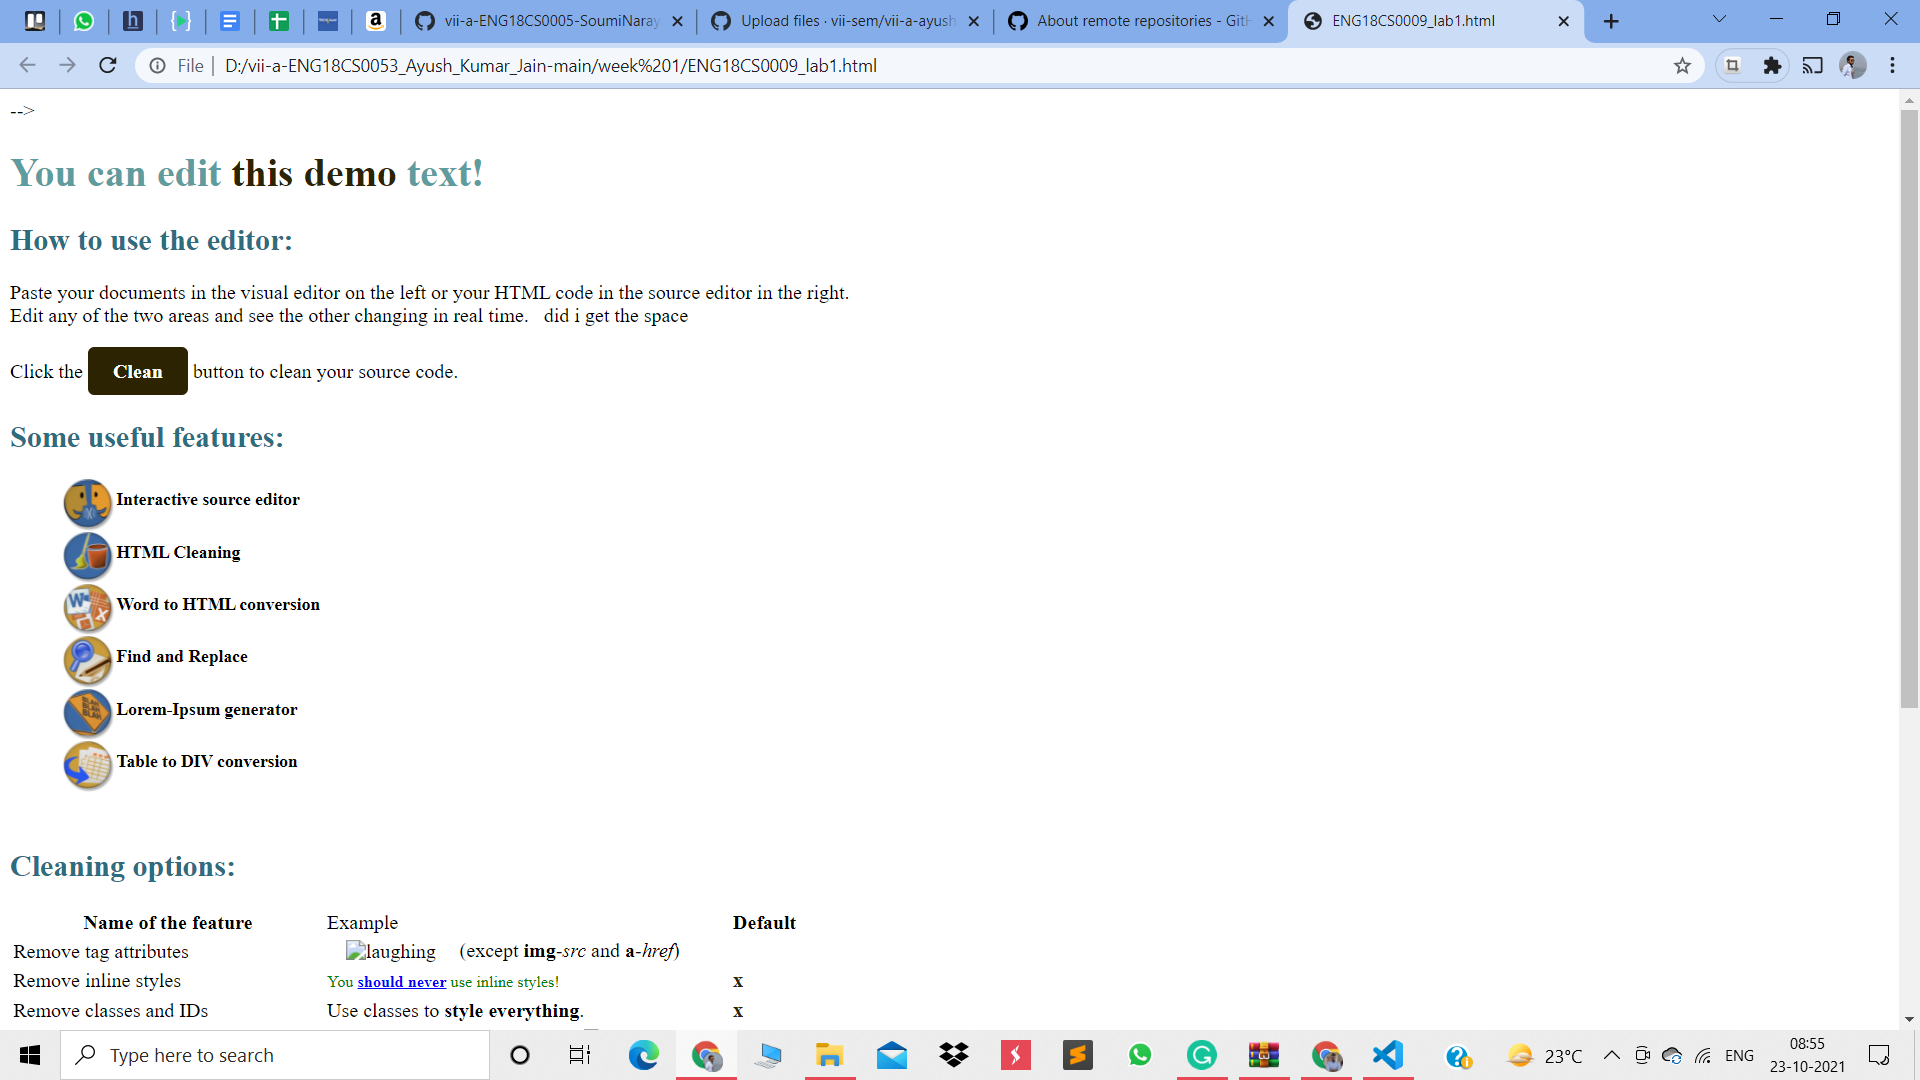 vii-a-ENG18CS0005-SoumiNaray
Upload files · vii-sem/vii-a-ayush
About remote repositories - GitH
ENG18CS0009_lab1.html
File | D:/vii-a-ENG18CS0053_Ayush_Kumar_Jain-main/week%201/ENG18CS0009_lab1.html
-->
You can edit this demo text!
How to use the editor:
Paste your documents in the visual editor on the left or your HTML code in the source editor in the right.
Edit any of the two areas and see the other changing in real time.   did i get the space
Click the Clean button to clean your source code.
Some useful features:
Interactive source editor
HTML Cleaning
Word to HTML conversion
Find and Replace
Lorem-Ipsum generator
Table to DIV conversion
Cleaning options:
Name of the feature Example Default
Remove tag attributes laughing (except img-src and a-href)
Remove inline styles You should never use inline styles! x
Remove classes and IDs Use classes to style everything. x
Type here to search
23°C
ENG
08:55
23-10-2021